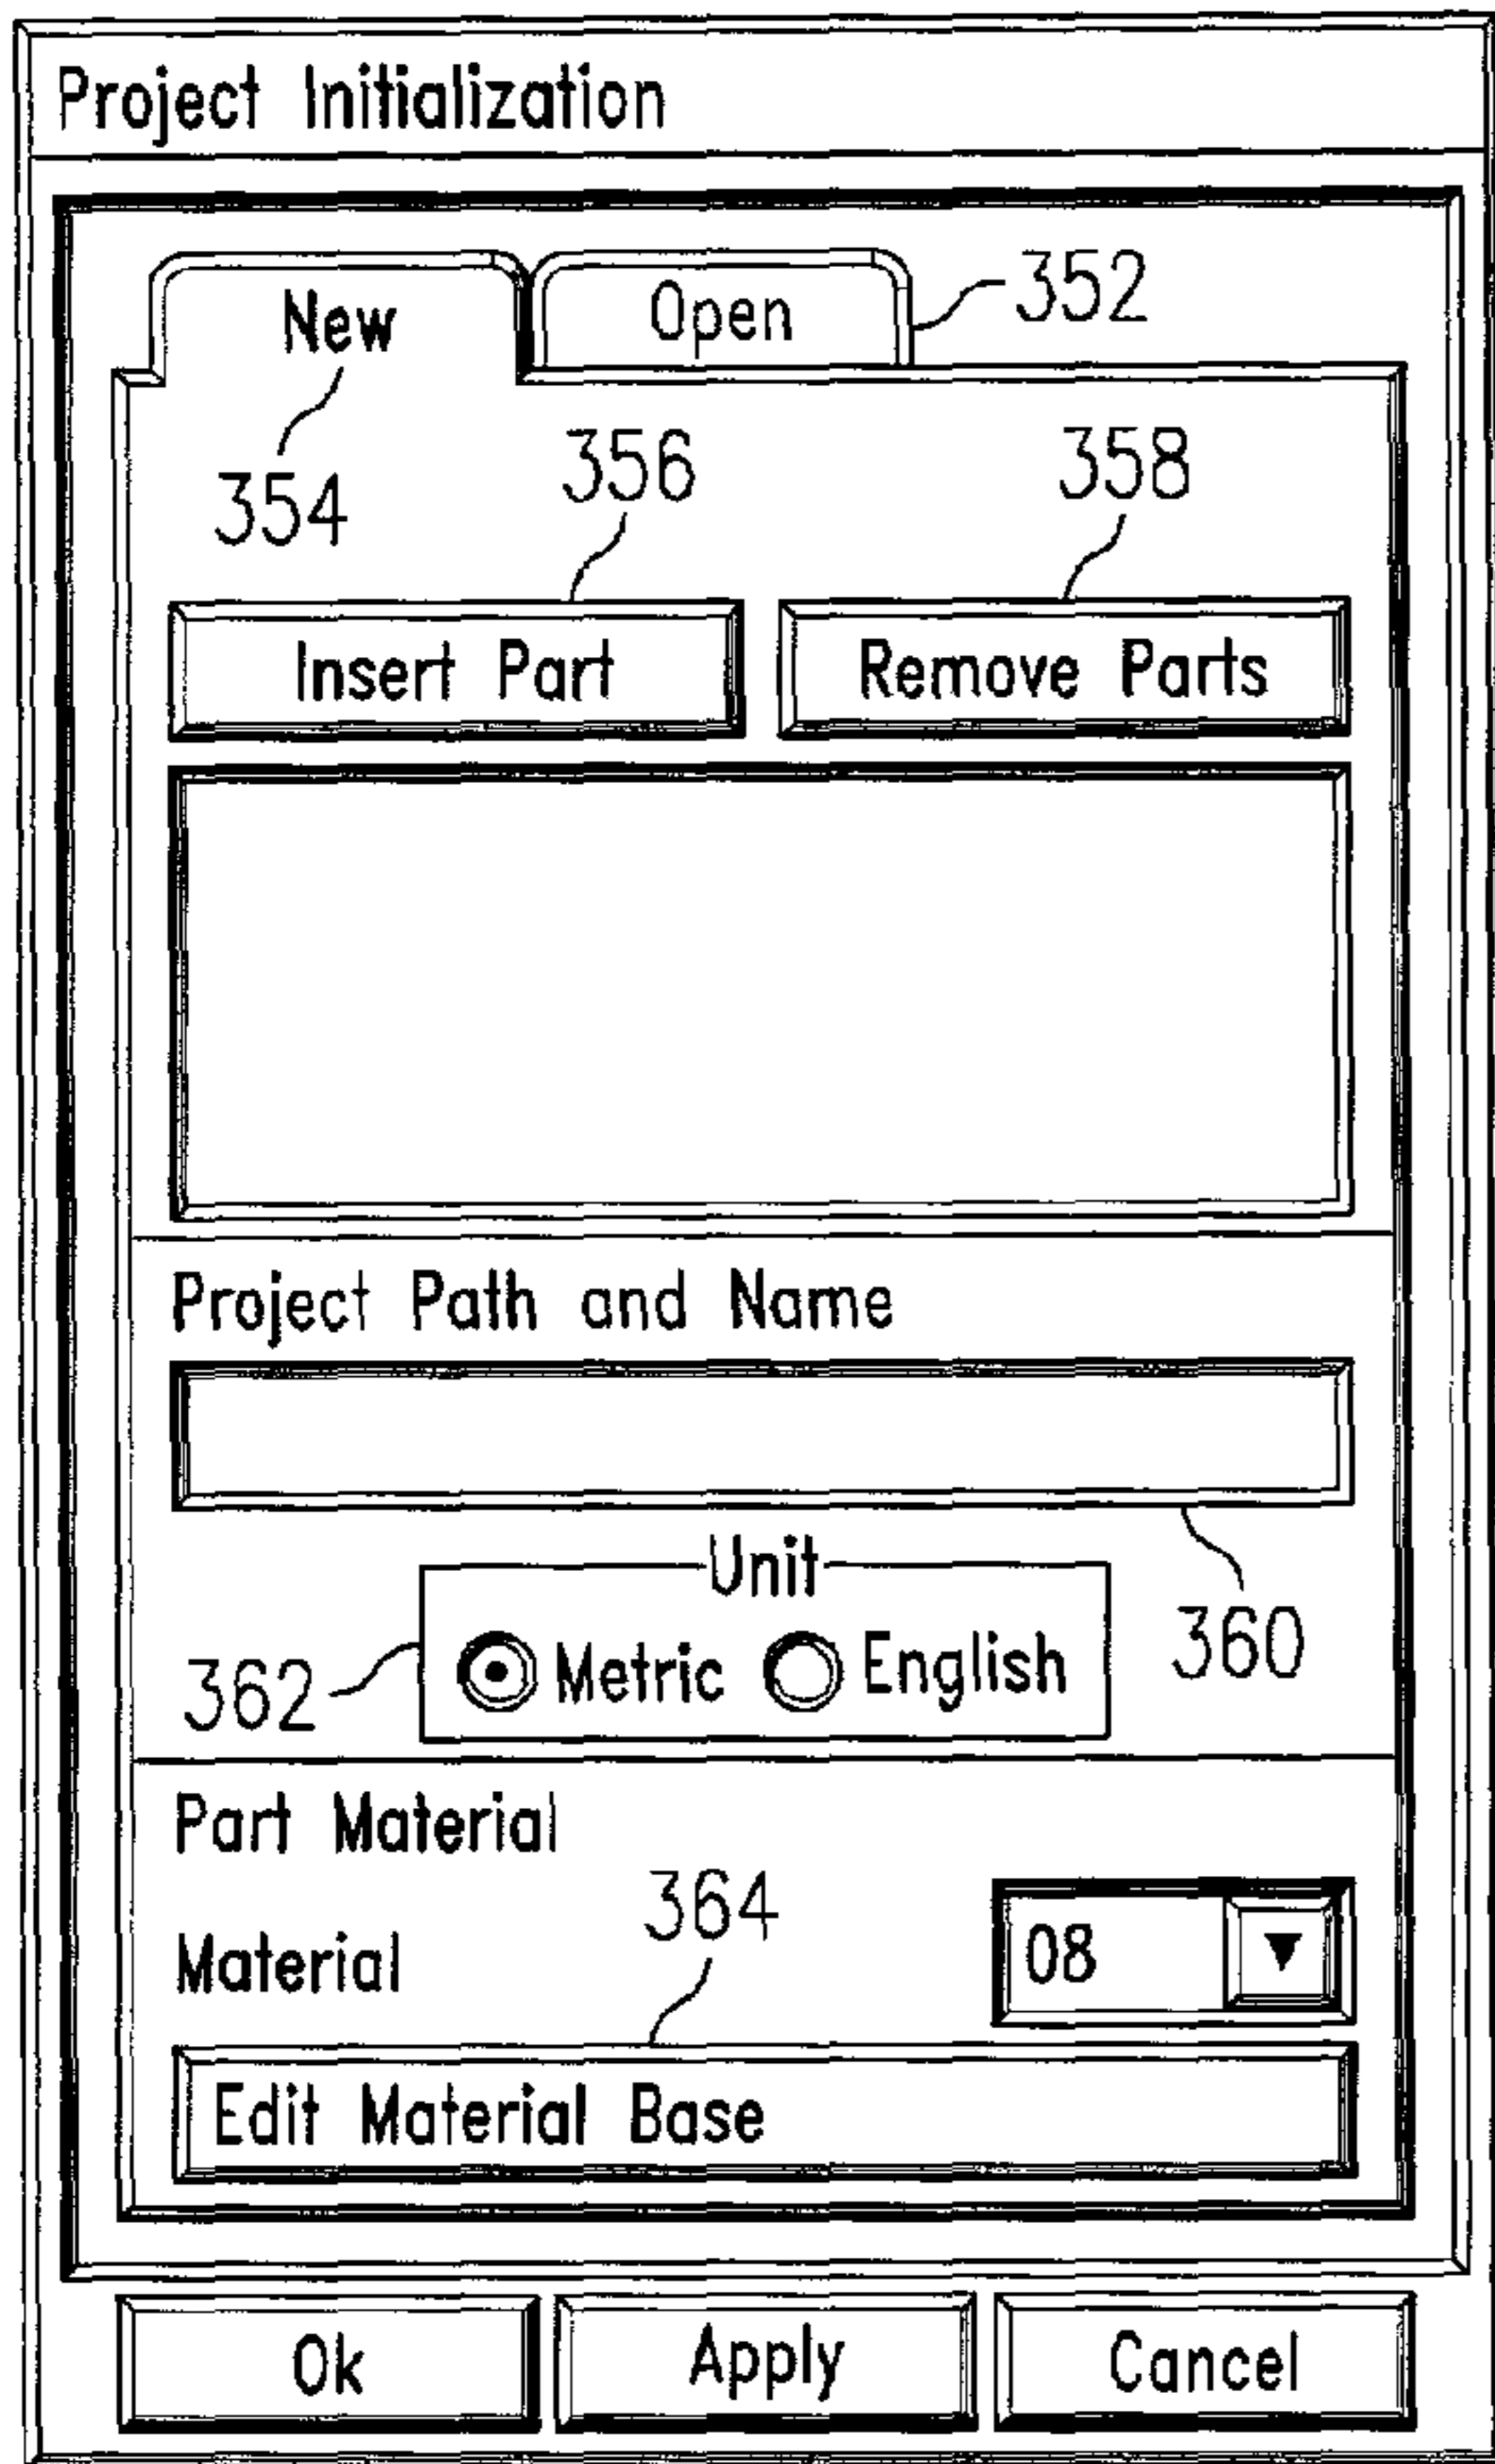 Project Initialization
New
Open
352
354
356
358
Insert Part
Remove Parts
Project Path and Name
360
Unit
362
Metric
English
Part Material
364
Material
08
Edit Material Base
Ok
Apply
Cancel